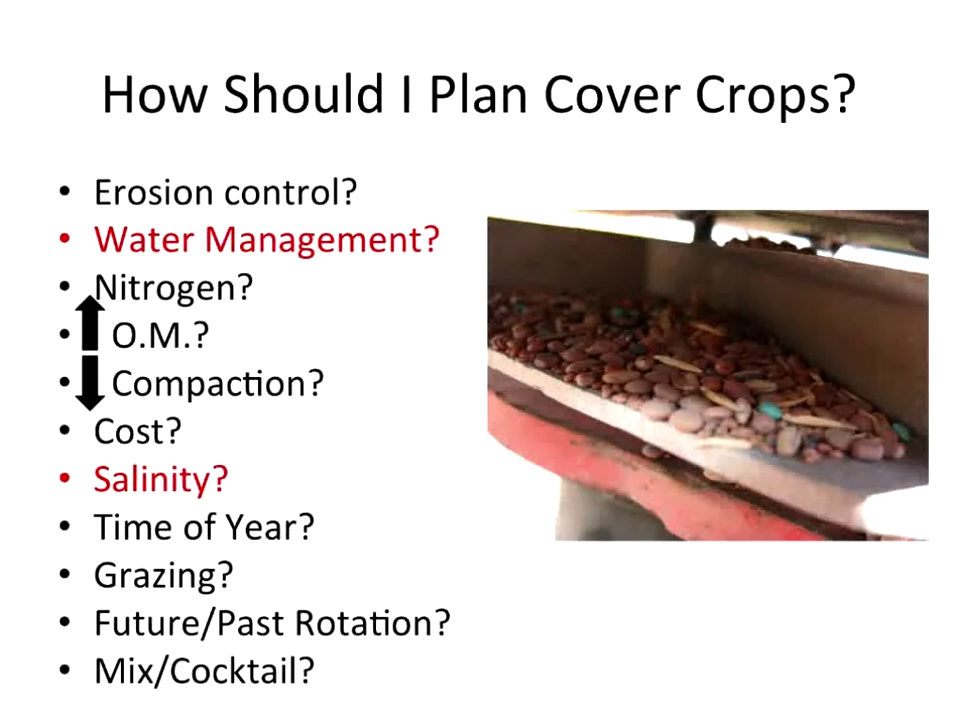 How Should I Plan Cover Crops?
• Erosion control?
• Water Management?
• Nitrogen?
• O.M.?
• Compaction?
• Cost?
• Salinity?
• Time of Year?
• Grazing?
• Future/Past Rotation?
• Mix/Cocktail?